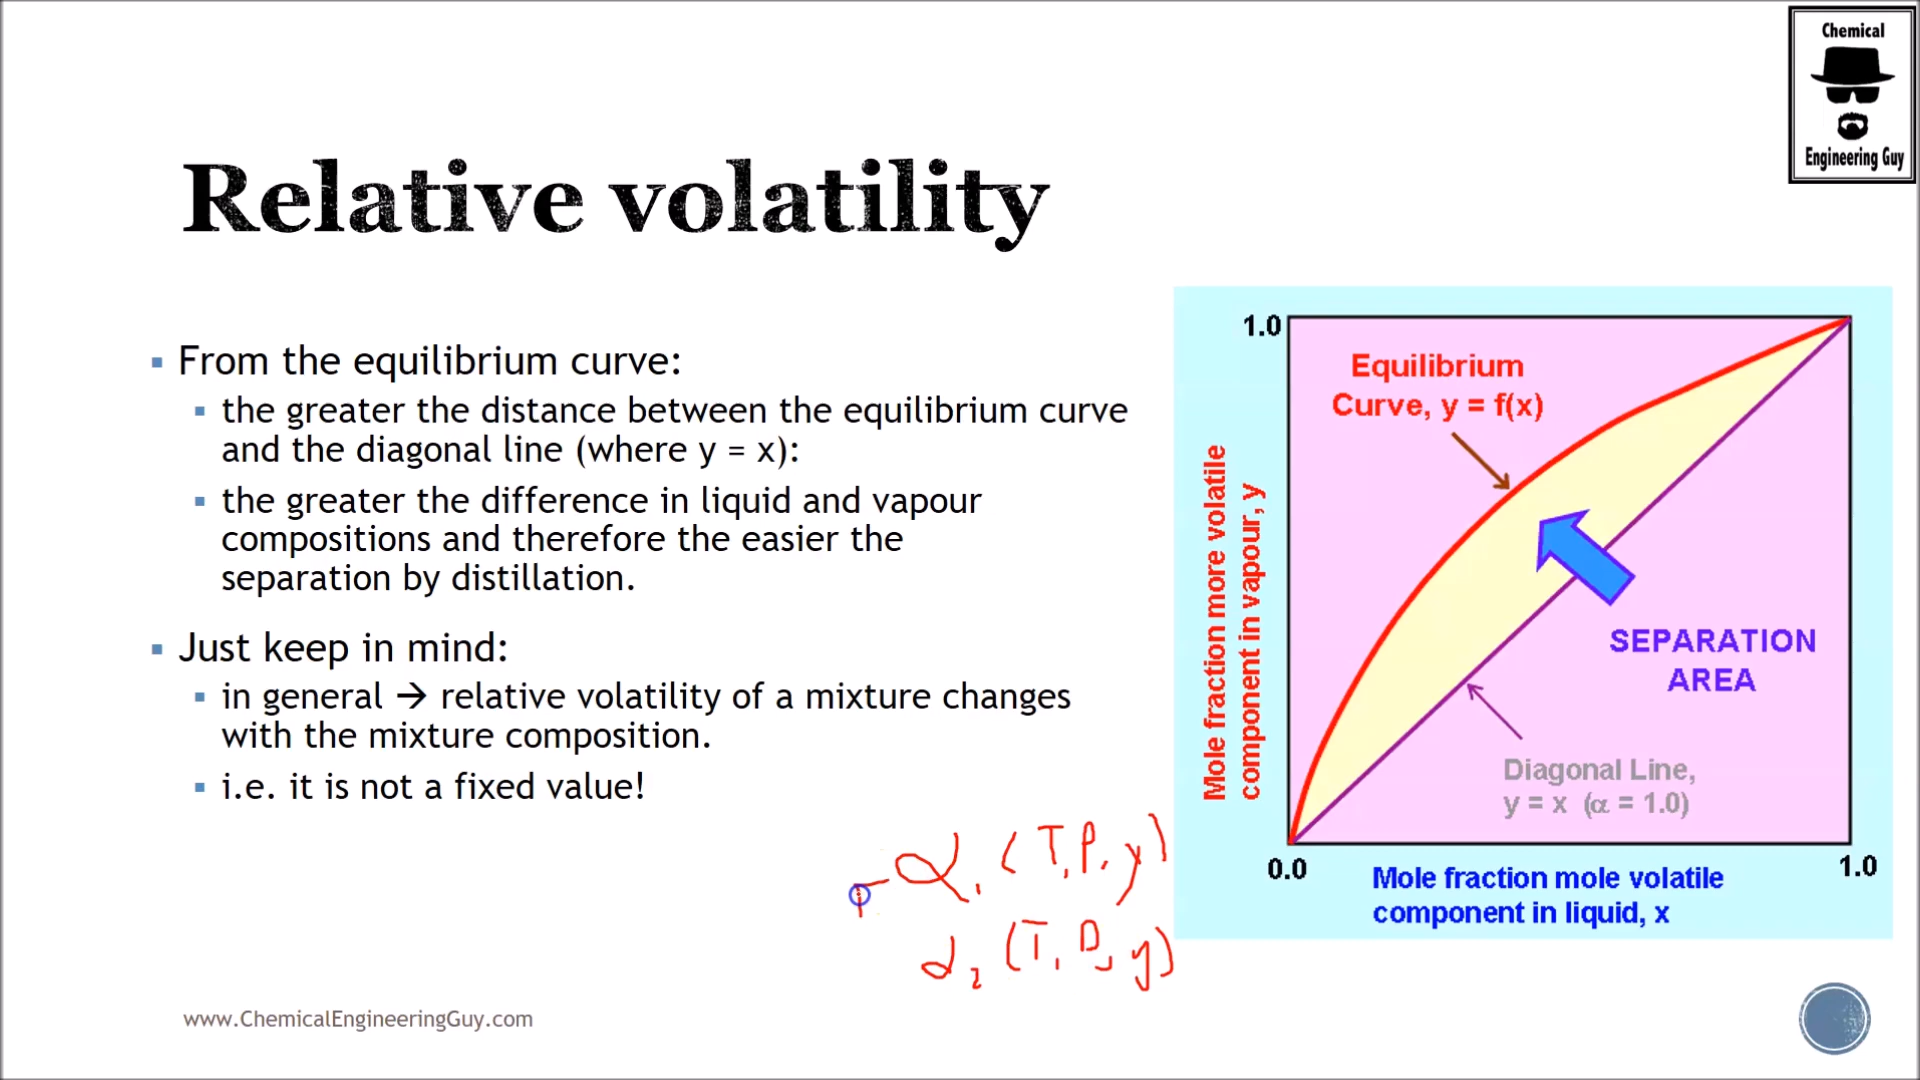 Chemical
Engineering Guy
Relative volatility
From the equilibrium curve:
the greater the distance between the equilibrium curve
and the diagonal line (where y = x):
the greater the difference in liquid and vapour
compositions and therefore the easier the
separation by distillation.
Just keep in mind:
in general → relative volatility of a mixture changes
with the mixture composition.
i.e. it is not a fixed value!
α₁ (T, P, y)
α₂ (T, P, y)
1.0
Equilibrium
Curve, y = f(x)
Mole fraction more volatile
component in vapour, y
SEPARATION
AREA
Diagonal Line,
y = x (α = 1.0)
0.0
1.0
Mole fraction mole volatile
component in liquid, x
www.ChemicalEngineeringGuy.com